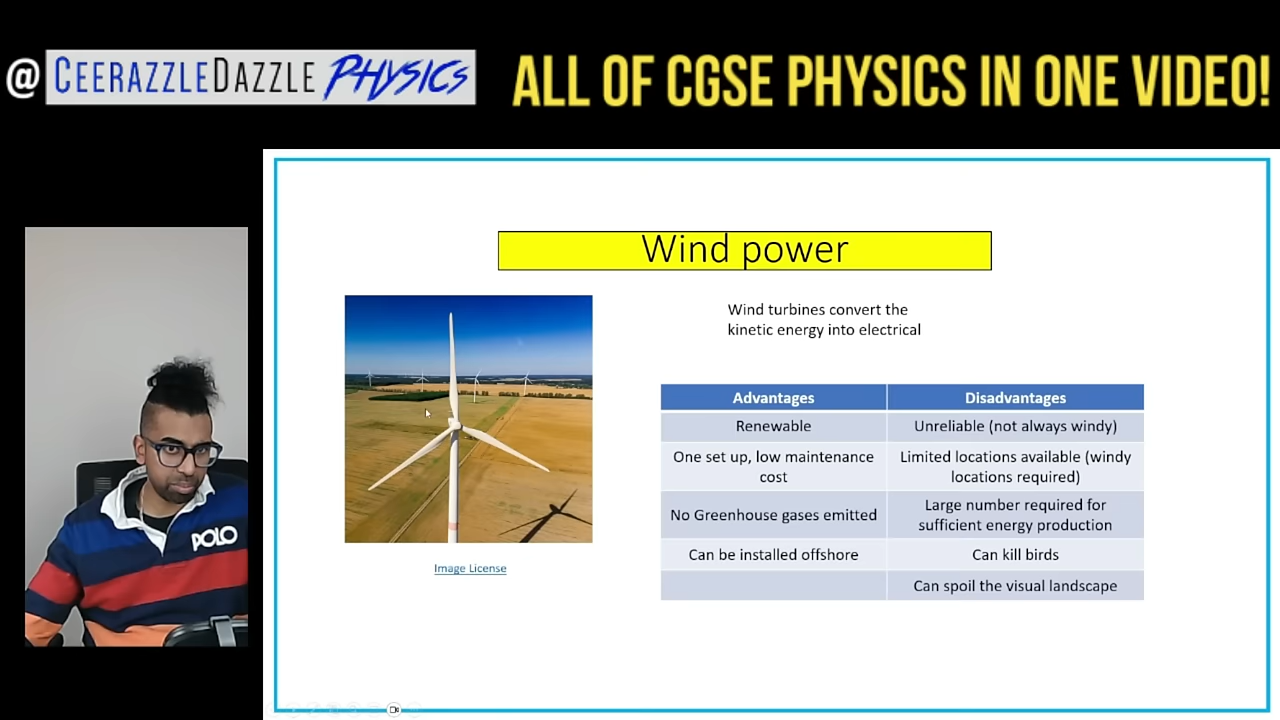 @ CEERAZZLEDAZZLE PHYSICS
ALL OF CGSE PHYSICS IN ONE VIDEO!
Wind power
Wind turbines convert the
kinetic energy into electrical
Advantages
Disadvantages
Renewable
Unreliable (not always windy)
One set up, low maintenance
cost
Limited locations available (windy
locations required)
No Greenhouse gases emitted
Large number required for
sufficient energy production
Can be installed offshore
Can kill birds
Can spoil the visual landscape
Image License
POLO